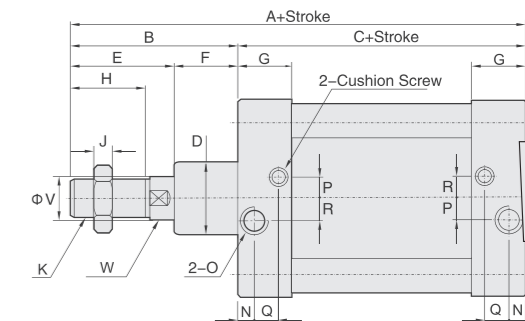 A+Stroke
B C+Stroke
E F G G
H
2-Cushion Screw
J D
P R
ΦV
R P
K W 2-O
N Q Q N